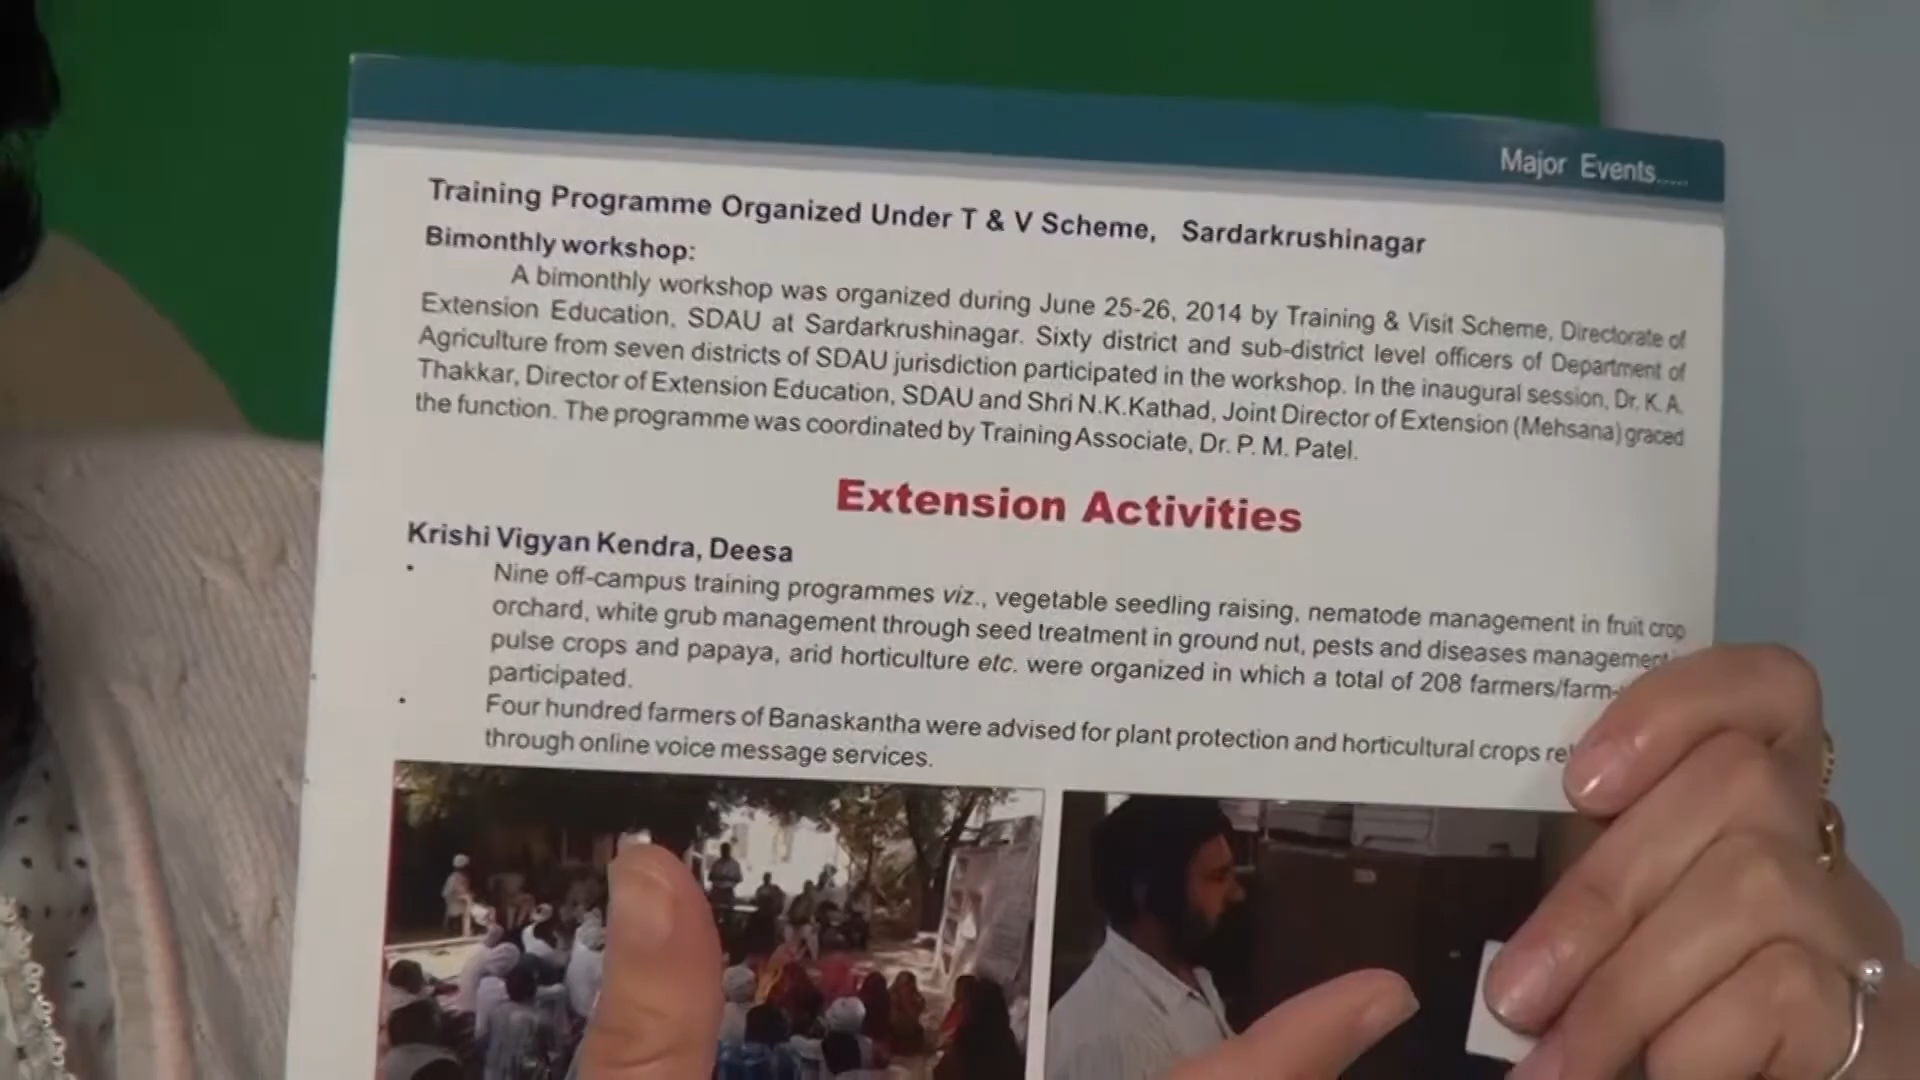 Major Events.....
Training Programme Organized Under T & V Scheme, Sardarkrushinagar
Bimonthly workshop:
A bimonthly workshop was organized during June 25-26, 2014 by Training & Visit Scheme, Directorate of
Extension Education, SDAU at Sardarkrushinagar. Sixty district and sub-district level officers of Department of
Agriculture from seven districts of SDAU jurisdiction participated in the workshop. In the inaugural session, Dr. K. A.
Thakkar, Director of Extension Education, SDAU and Shri N.K.Kathad, Joint Director of Extension (Mehsana) graced
the function. The programme was coordinated by Training Associate, Dr. P. M. Patel.
Extension Activities
Krishi Vigyan Kendra, Deesa
• Nine off-campus training programmes viz., vegetable seedling raising, nematode management in fruit crop
orchard, white grub management through seed treatment in ground nut, pests and diseases management
pulse crops and papaya, arid horticulture etc. were organized in which a total of 208 farmers/farm-
participated.
• Four hundred farmers of Banaskantha were advised for plant protection and horticultural crops
through online voice message services.